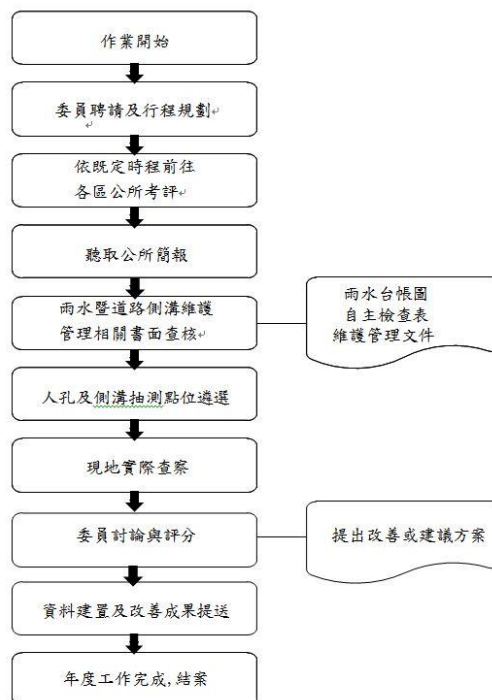 作業開始
委員聘請及行程規劃
依既定時程前往
各區公所考評
聽取公所簡報
雨水暨道路側溝維護
管理相關書面查核
雨水台帳圖
自主檢查表
維護管理文件
人孔及側溝抽測點位遴選
現地實際查察
委員討論與評分
提出改善或建議方案
資料建置及改善成果提送
年度工作完成,結案